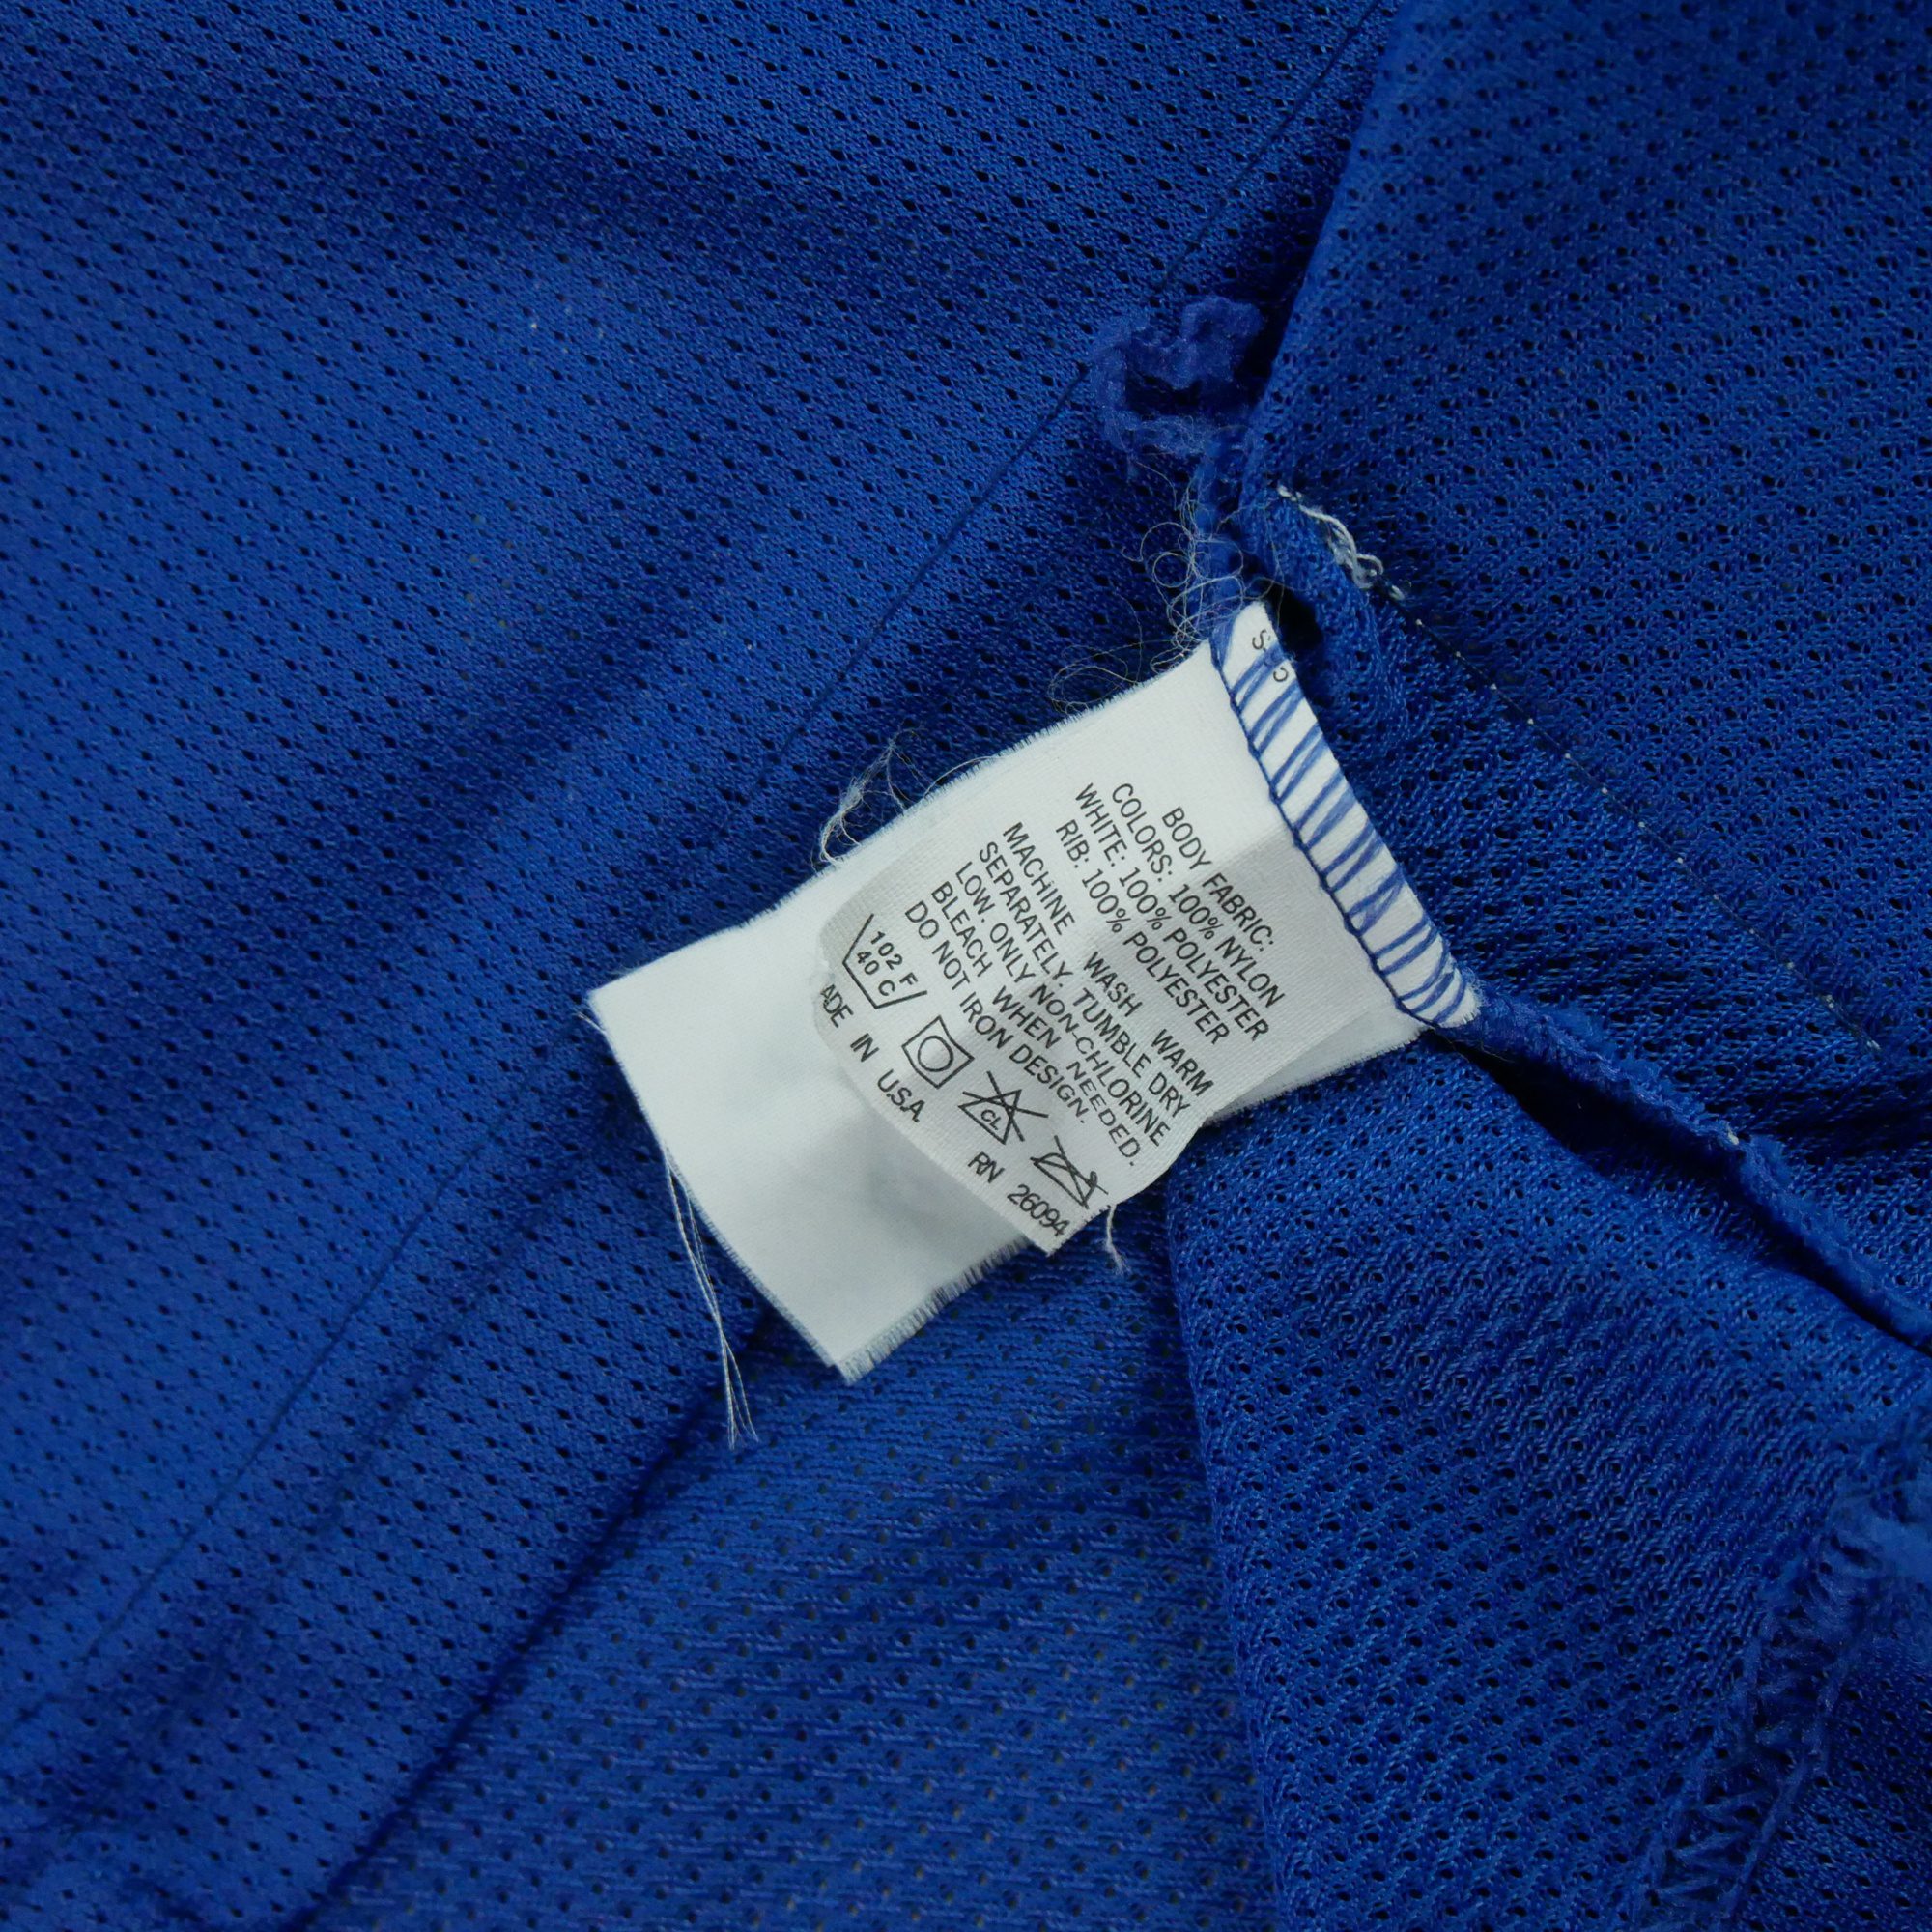 BODY FABRIC:
COLORS: 100% NYLON
WHITE: 100% POLYESTER
RIB: 100% POLYESTER
MACHINE WASH WARM
SEPARATELY. TUMBLE DRY
LOW. ONLY NON-CHLORINE
BLEACH WHEN NEEDED.
DO NOT IRON DESIGN.
102 F
40 C
CL
ADE IN U.S.A. RN 26094